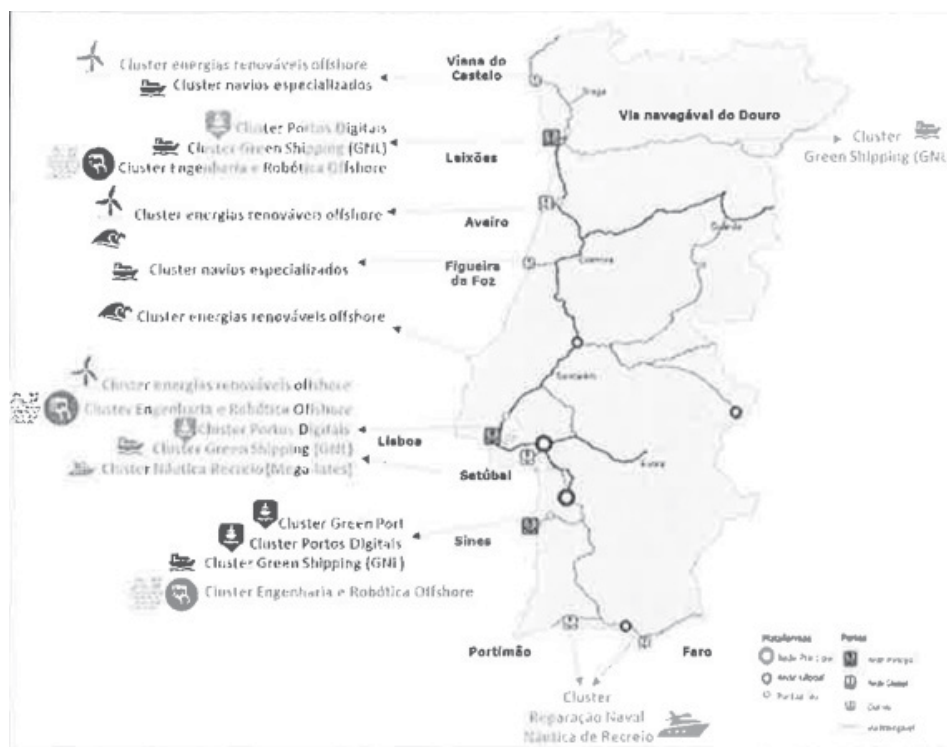 Cluster energias renováveis offshore
Cluster navios especializados
Viana do
Castelo
Braga
Via navegável do Douro
Cluster
Green Shipping (GNL
Cluster Portos Digitais
Cluster Green Shipping (GNL)
Cluster Engenharia e Robótica Offshore
Leixões
Cluster energias renováveis offshore
Aveiro
Guarda
Coimbra
Cluster navios especializados
Figueira
da Foz
Cluster energias renováveis offshore
Santarém
Cluster energias renováveis offshore
Cluster Engenharia e Robótica Offshore
Cluster Portos Digitais
Cluster Green Shipping (GNL)
Cluster Náutica Recreio(Mega-Iates)
Lisboa
Évora
Setúbal
Cluster Green Port
Cluster Portos Digitais
Cluster Green Shipping (GNL)
Cluster Engenharia e Robótica Offshore
Sines
Portimão
Faro
Cluster
Reparação Naval
Náutica de Recreio
Plataformas
Portos